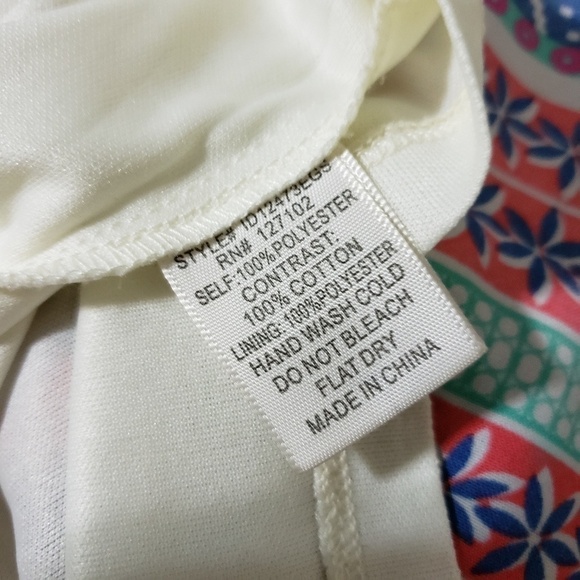 STYLE# 1D12473EGS
RN# 127102
SELF-100%POLYESTER
CONTRAST.
100% COTTON
LINING: 100%POLYESTER
HAND WASH COLD
DO NOT BLEACH
FLAT DRY
MADE IN CHINA